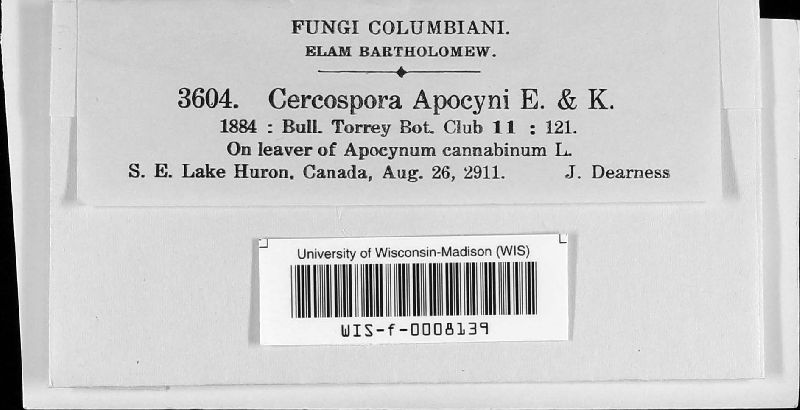 FUNGI COLUMBIANI.
ELAM BARTHOLOMEW.
3604. Cercospora Apocyni E. & K.
1884 : Bull. Torrey Bot. Club 11 : 121.
On leaver of Apocynum cannabinum L.
S. E. Lake Huron, Canada, Aug. 26, 2911. J. Dearness
University of Wisconsin-Madison (WIS)
WIS-f-0008139